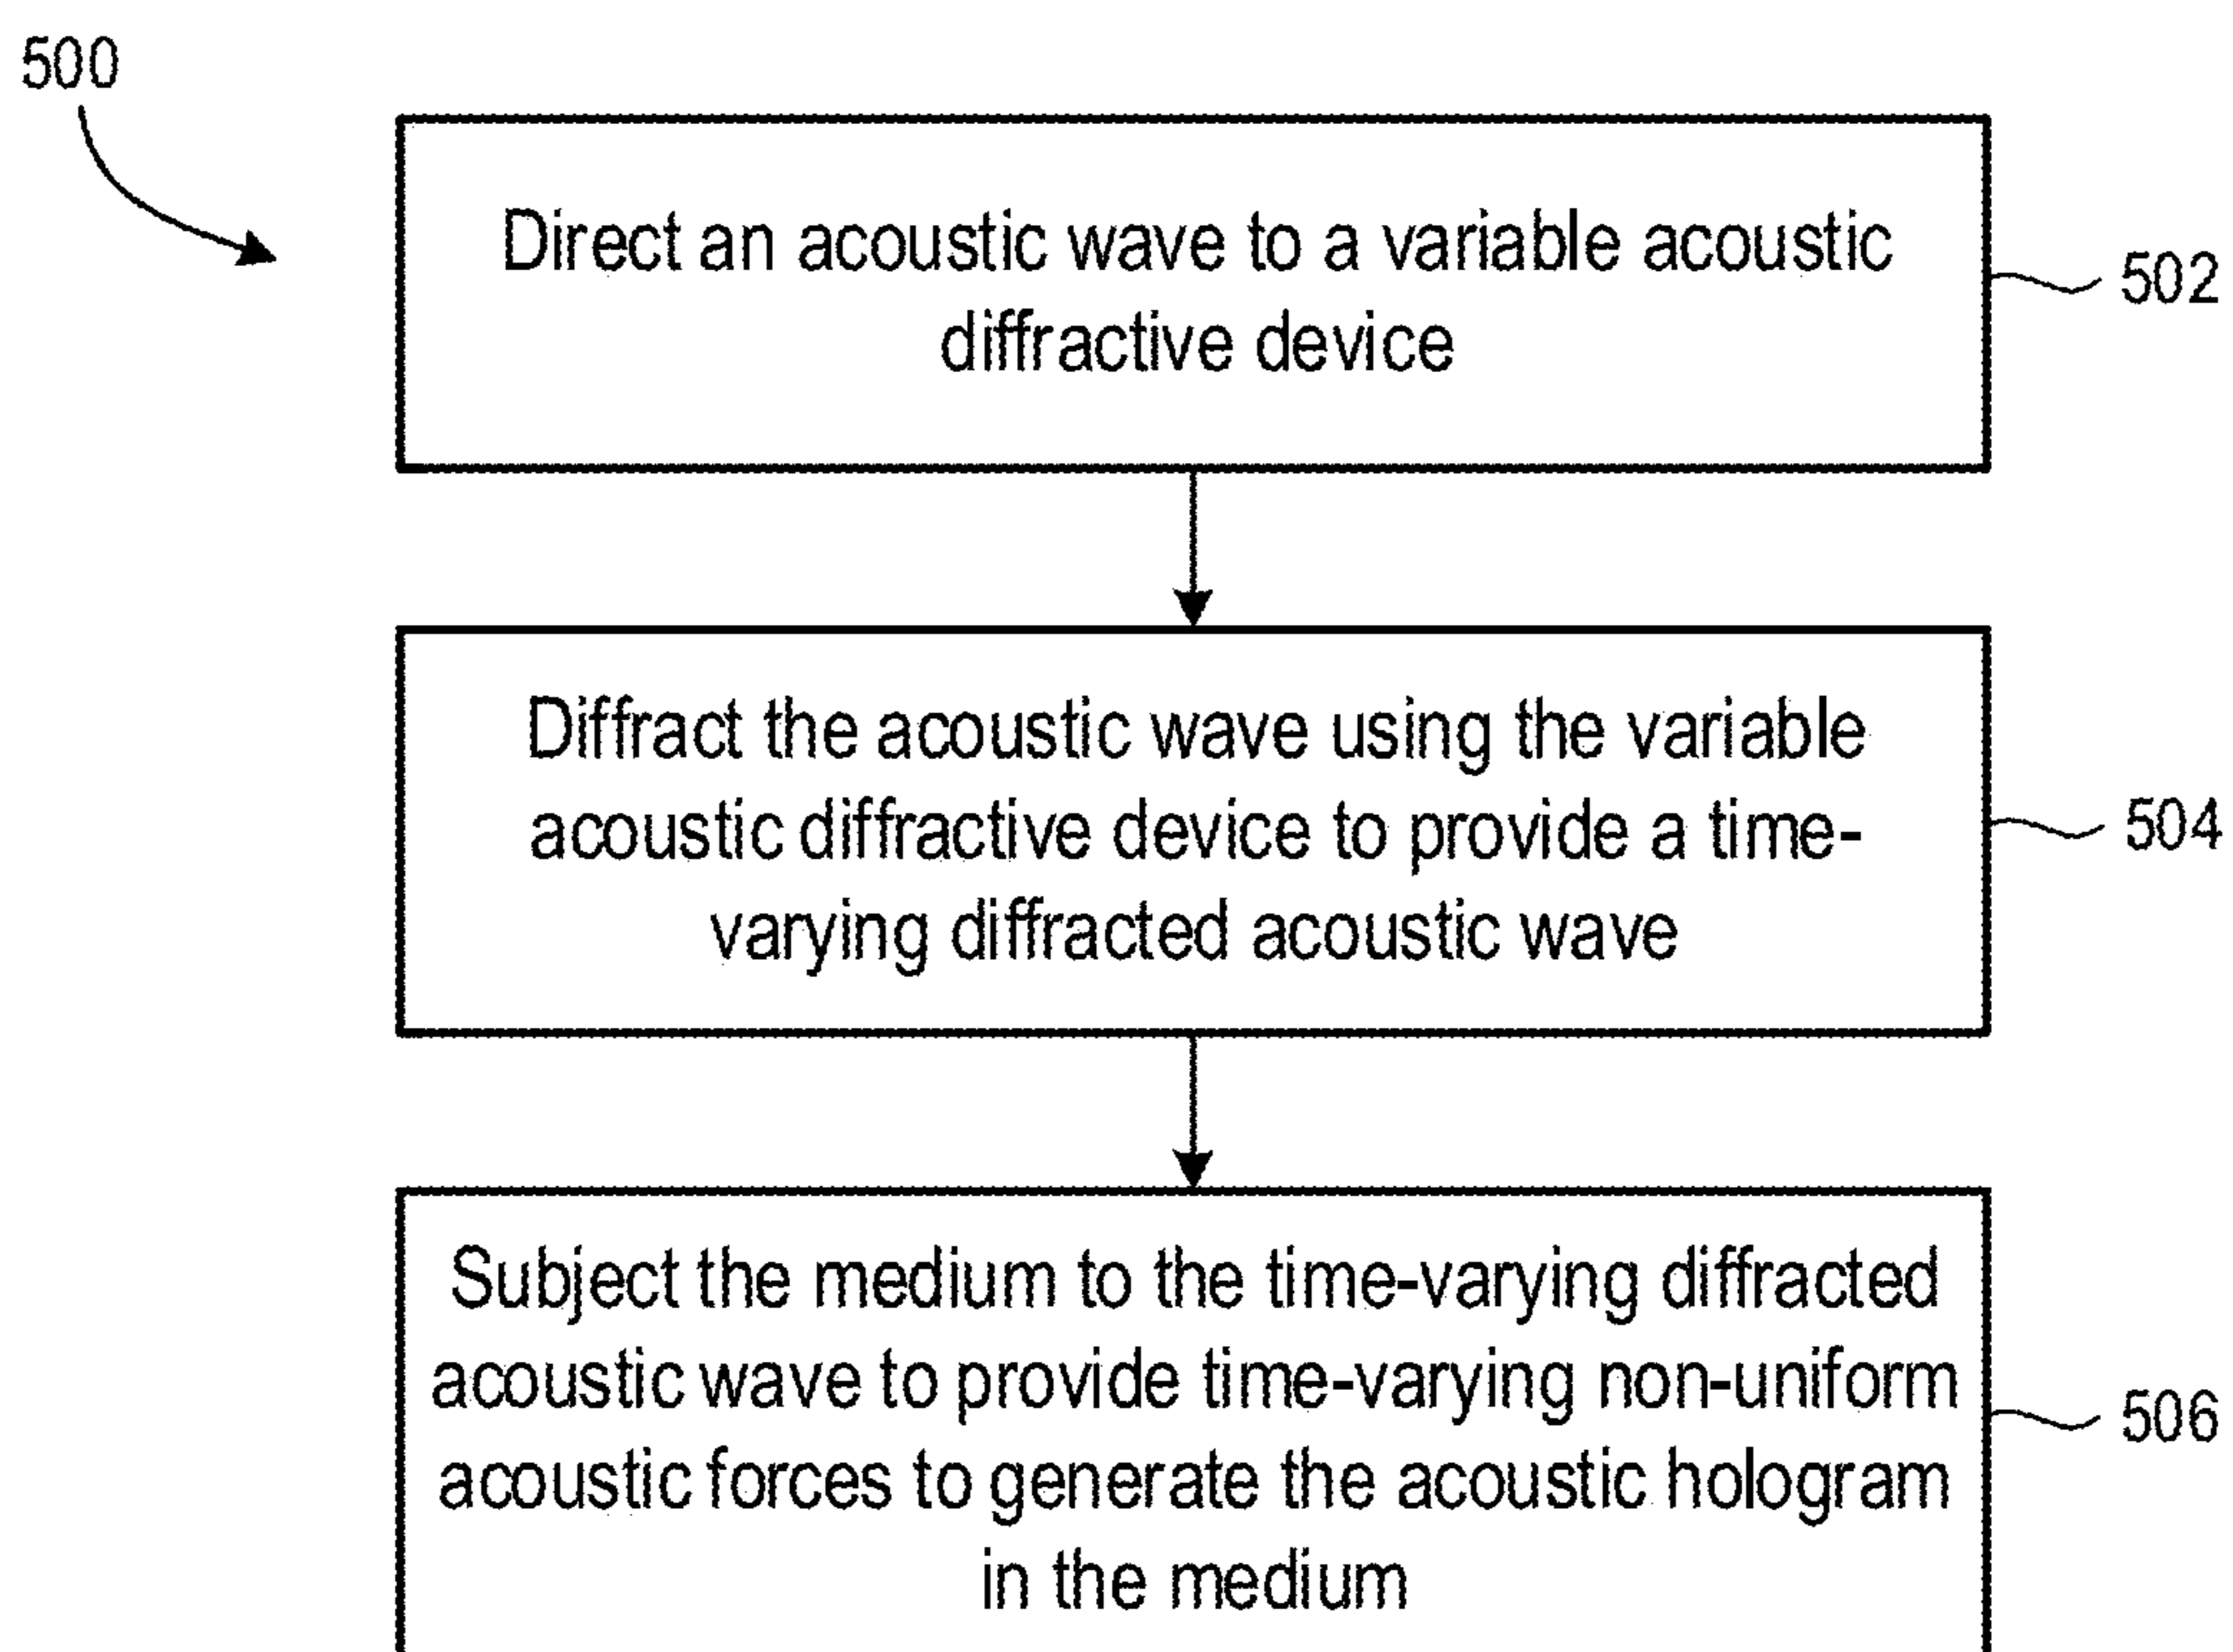 500
Direct an acoustic wave to a variable acoustic
diffractive device
502
Diffract the acoustic wave using the variable
acoustic diffractive device to provide a time-
varying diffracted acoustic wave
504
Subject the medium to the time-varying diffracted
acoustic wave to provide time-varying non-uniform
acoustic forces to generate the acoustic hologram
in the medium
506